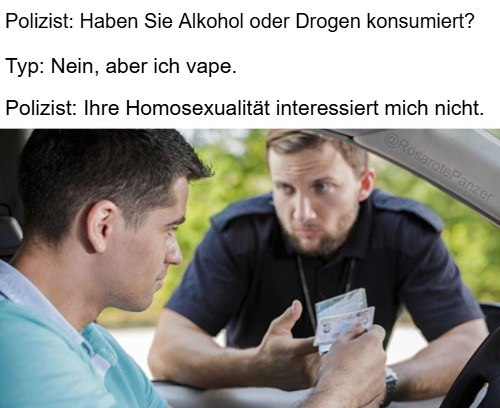 Polizist: Haben Sie Alkohol oder Drogen konsumiert?
Typ: Nein, aber ich vape.
Polizist: Ihre Homosexualität interessiert mich nicht.
@RosarotePanzer